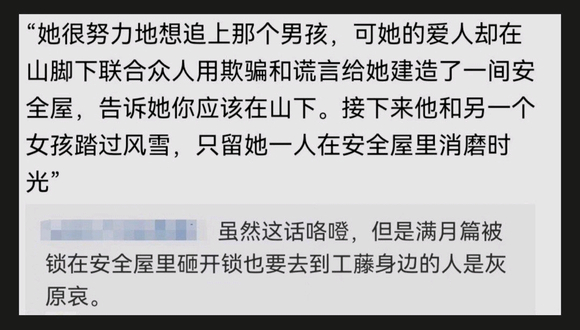 “她很努力地想追上那个男孩，可她的爱人却在
山脚下联合众人用欺骗和谎言给她建造了一间安
全屋，告诉她你应该在山下。接下来他和另一个
女孩踏过风雪，只留她一人在安全屋里消磨时
光”
虽然这话咯噔，但是满月篇被
锁在安全屋里砸开锁也要去到工藤身边的人是灰
原哀。